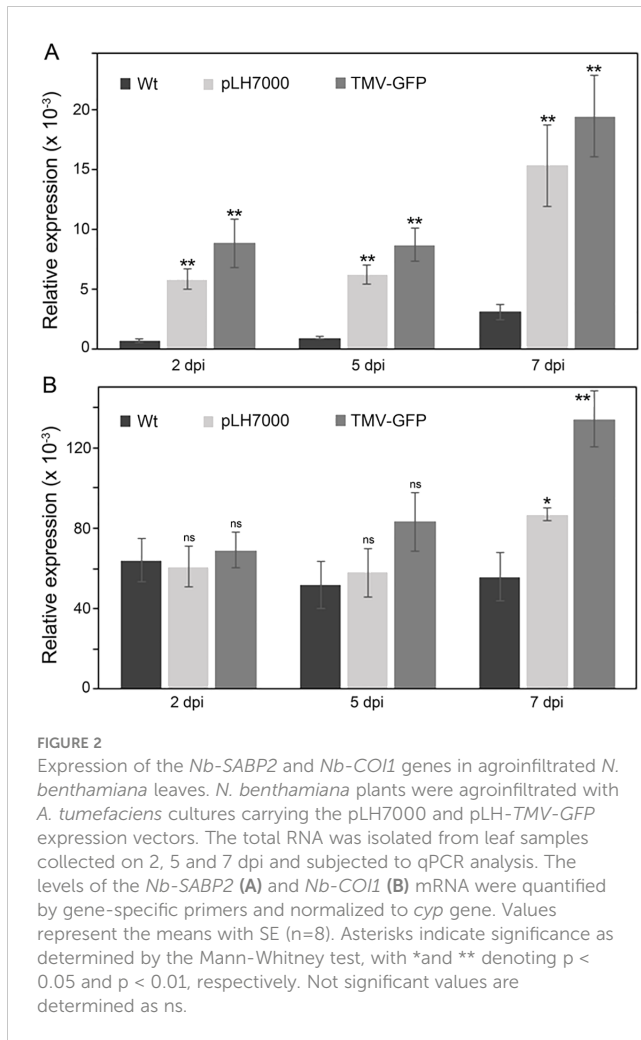 A
Relative expression (x 10-3)
Wt pLH7000 TMV-GFP
20
15
10
5
0
** ** ** ** ** **
2 dpi 5 dpi 7 dpi
B
Relative expression (x 10-3)
Wt pLH7000 TMV-GFP
120
80
40
0
ns ns ns ns * **
2 dpi 5 dpi 7 dpi
FIGURE 2
Expression of the Nb-SABP2 and Nb-COI1 genes in agroinfiltrated N.
benthamiana leaves. N. benthamiana plants were agroinfiltrated with
A. tumefaciens cultures carrying the pLH7000 and pLH-TMV-GFP
expression vectors. The total RNA was isolated from leaf samples
collected on 2, 5 and 7 dpi and subjected to qPCR analysis. The
levels of the Nb-SABP2 (A) and Nb-COI1 (B) mRNA were quantified
by gene-specific primers and normalized to cyp gene. Values
represent the means with SE (n=8). Asterisks indicate significance as
determined by the Mann-Whitney test, with *and ** denoting p <
0.05 and p < 0.01, respectively. Not significant values are
determined as ns.